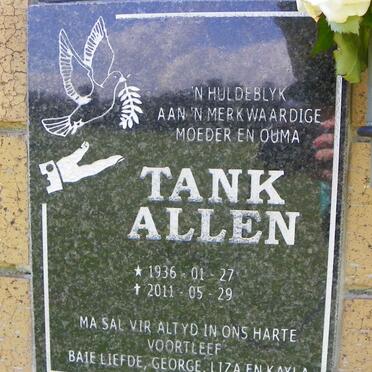 'N HULDEBLYK
AAN 'N MERKWAARDIGE
MOEDER EN OUMA
TANK
ALLEN
★ 1936 - 01 - 27
✝ 2011 - 05 - 29
MA SAL VIR ALTYD IN ONS HARTE
VOORTLEEF
BAIE LIEFDE, GEORGE, LIZA EN KAYLA